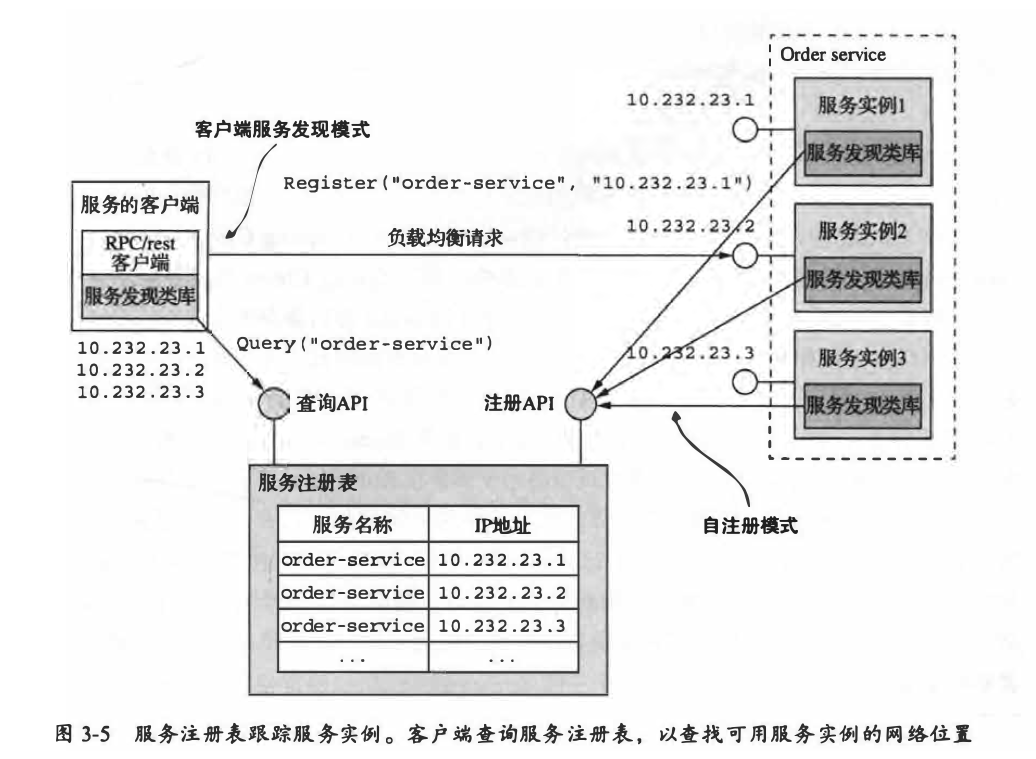 Order service
10.232.23.1
服务实例1
服务发现类库
客户端服务发现模式
Register("order-service", "10.232.23.1")
服务的客户端
RPC/rest
客户端
服务发现类库
负载均衡请求
10.232.23.2
服务实例2
服务发现类库
10.232.23.1
10.232.23.2
10.232.23.3
Query("order-service")
10.232.23.3
服务实例3
服务发现类库
查询API
注册API
服务注册表
服务名称 IP地址
order-service 10.232.23.1
order-service 10.232.23.2
order-service 10.232.23.3
... ...
自注册模式
图 3-5 服务注册表跟踪服务实例。客户端查询服务注册表，以查找可用服务实例的网络位置